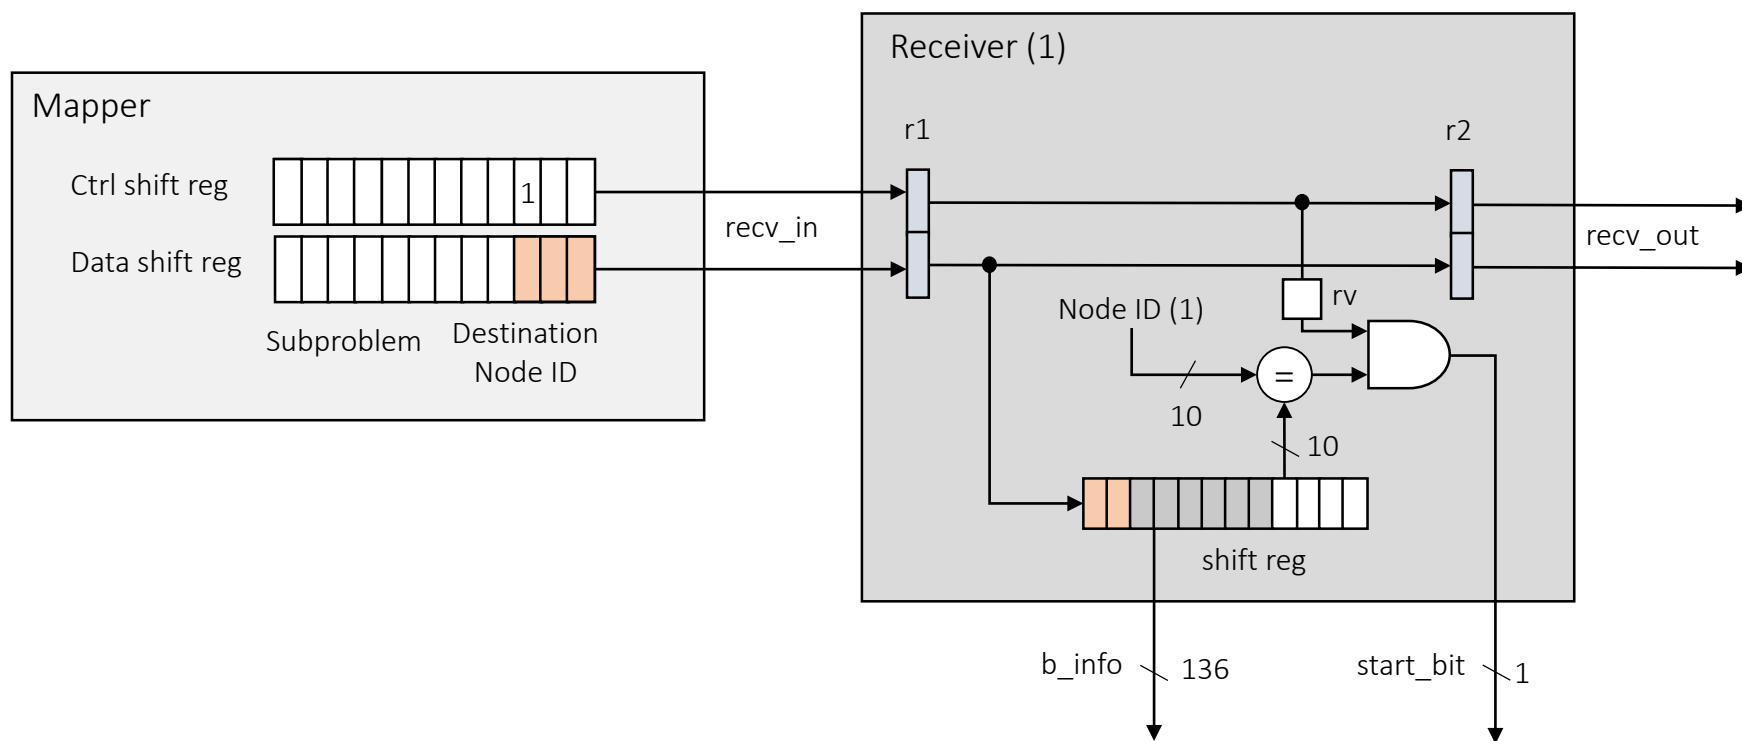 Receiver (1)
Mapper
r1
r2
Ctrl shift reg
1
recv_in
recv_out
Data shift reg
rv
Node ID (1)
Subproblem
Destination
Node ID
=
10
10
shift reg
b_info
136
start_bit
1